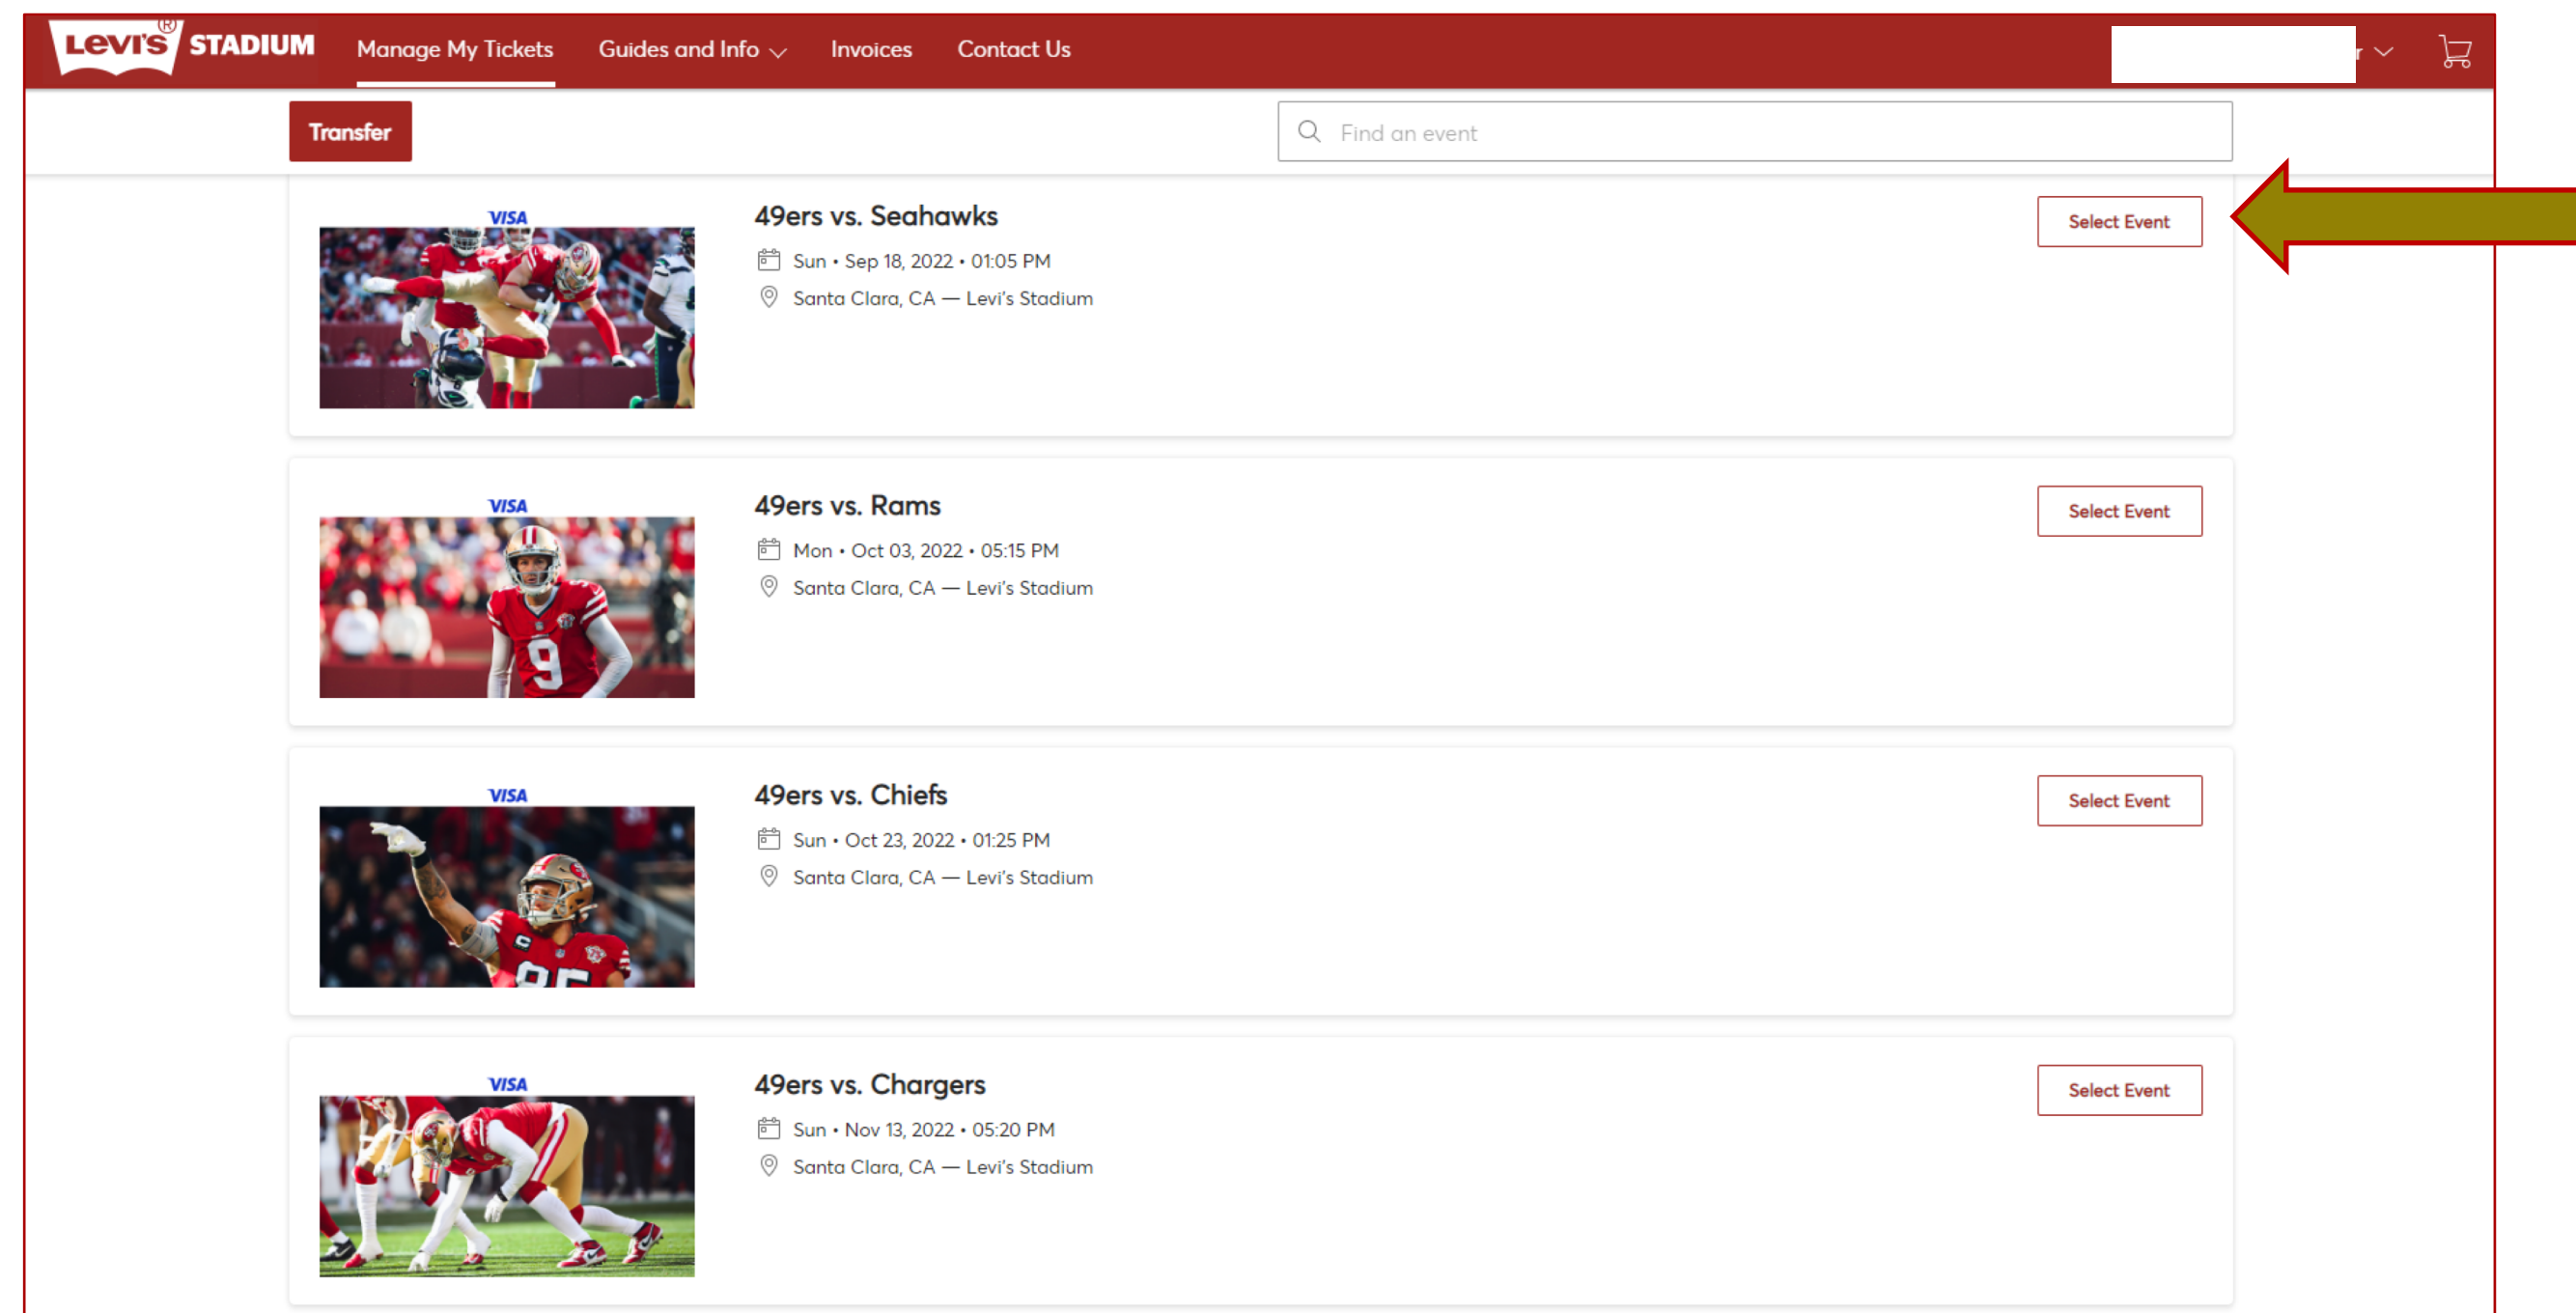 LEVI'S® STADIUM Manage My Tickets Guides and Info Invoices Contact Us r
Transfer Find an event
VISA
49ers vs. Seahawks Select Event
Sun • Sep 18, 2022 • 01:05 PM
Santa Clara, CA — Levi's Stadium
VISA
49ers vs. Rams Select Event
Mon • Oct 03, 2022 • 05:15 PM
Santa Clara, CA — Levi's Stadium
9
VISA
49ers vs. Chiefs Select Event
Sun • Oct 23, 2022 • 01:25 PM
Santa Clara, CA — Levi's Stadium
C
85
VISA
49ers vs. Chargers Select Event
Sun • Nov 13, 2022 • 05:20 PM
Santa Clara, CA — Levi's Stadium